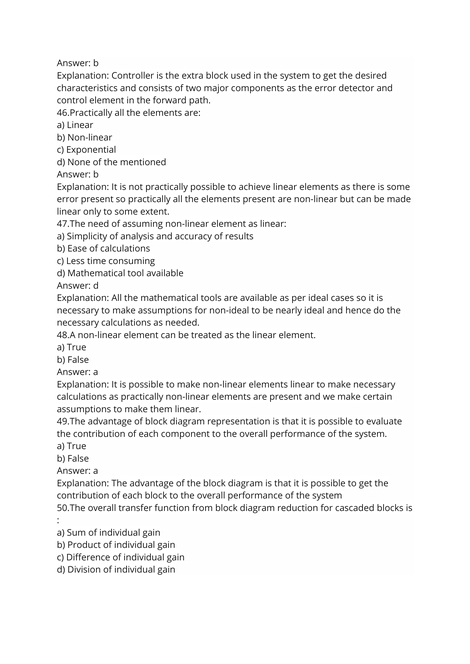 Answer: b
Explanation: Controller is the extra block used in the system to get the desired
characteristics and consists of two major components as the error detector and
control element in the forward path.
46.Practically all the elements are:
a) Linear
b) Non-linear
c) Exponential
d) None of the mentioned
Answer: b
Explanation: It is not practically possible to achieve linear elements as there is some
error present so practically all the elements present are non-linear but can be made
linear only to some extent.
47.The need of assuming non-linear element as linear:
a) Simplicity of analysis and accuracy of results
b) Ease of calculations
c) Less time consuming
d) Mathematical tool available
Answer: d
Explanation: All the mathematical tools are available as per ideal cases so it is
necessary to make assumptions for non-ideal to be nearly ideal and hence do the
necessary calculations as needed.
48.A non-linear element can be treated as the linear element.
a) True
b) False
Answer: a
Explanation: It is possible to make non-linear elements linear to make necessary
calculations as practically non-linear elements are present and we make certain
assumptions to make them linear.
49.The advantage of block diagram representation is that it is possible to evaluate
the contribution of each component to the overall performance of the system.
a) True
b) False
Answer: a
Explanation: The advantage of the block diagram is that it is possible to get the
contribution of each block to the overall performance of the system
50.The overall transfer function from block diagram reduction for cascaded blocks is
:
a) Sum of individual gain
b) Product of individual gain
c) Difference of individual gain
d) Division of individual gain